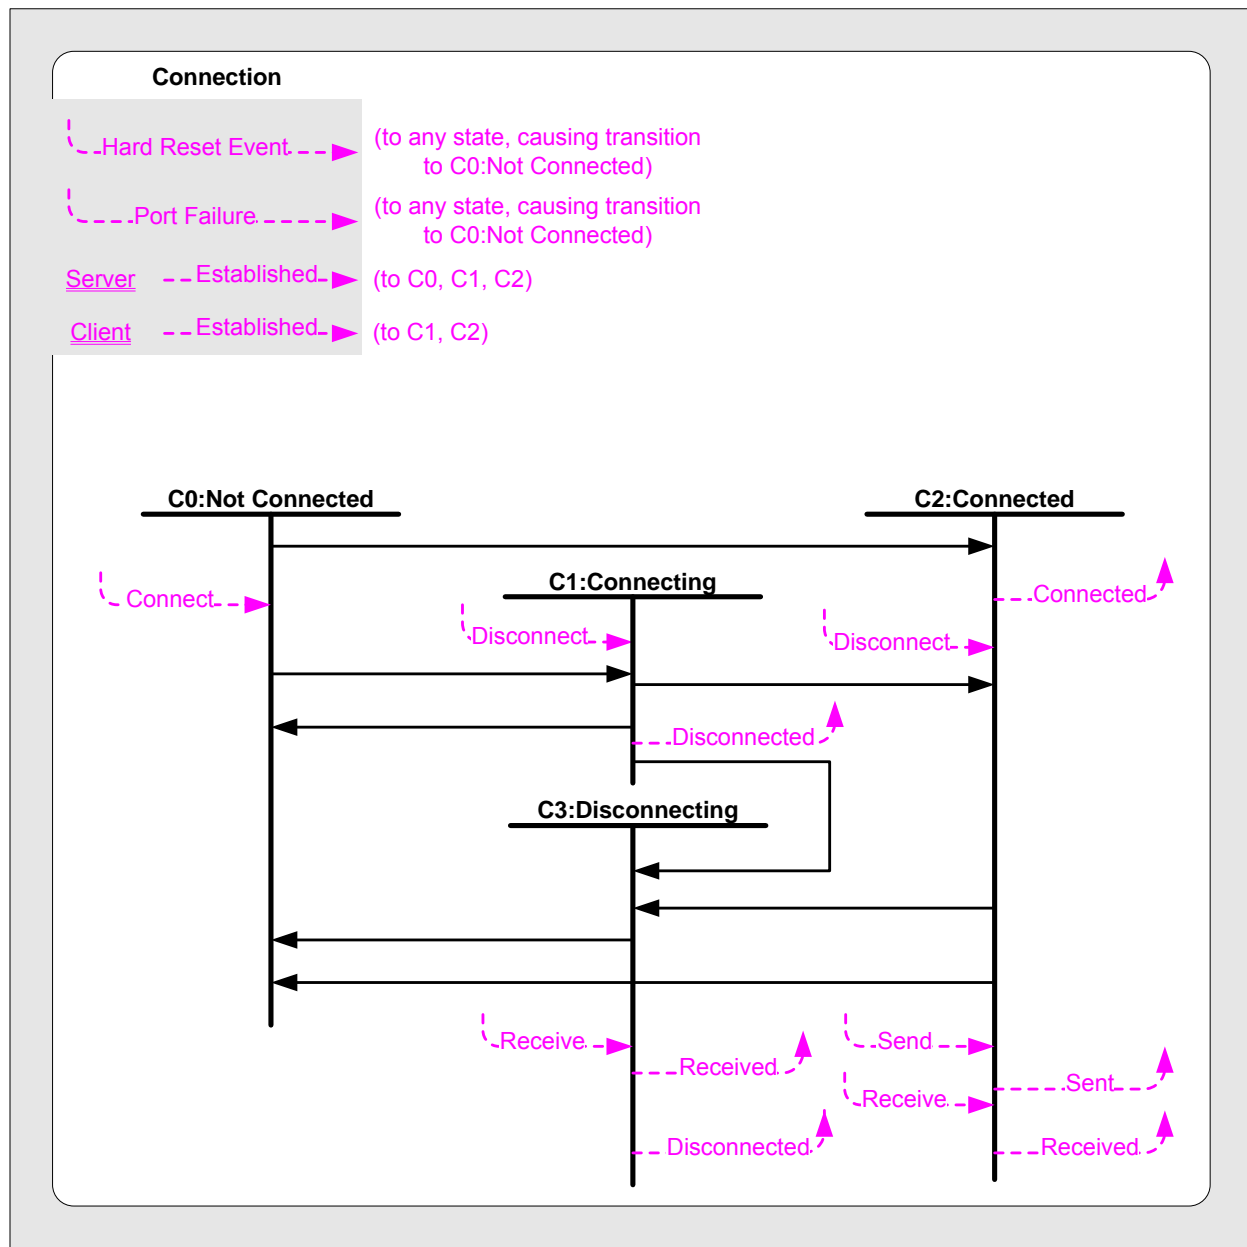 Connection
Hard Reset Event
(to any state, causing transition
to C0:Not Connected)
Port Failure
(to any state, causing transition
to C0:Not Connected)
Server
Established
(to C0, C1, C2)
Client
Established
(to C1, C2)
C0:Not Connected
C2:Connected
C1:Connecting
Connect
Connected
Disconnect
Disconnect
Disconnected
C3:Disconnecting
Receive
Send
Received
Sent
Receive
Disconnected
Received